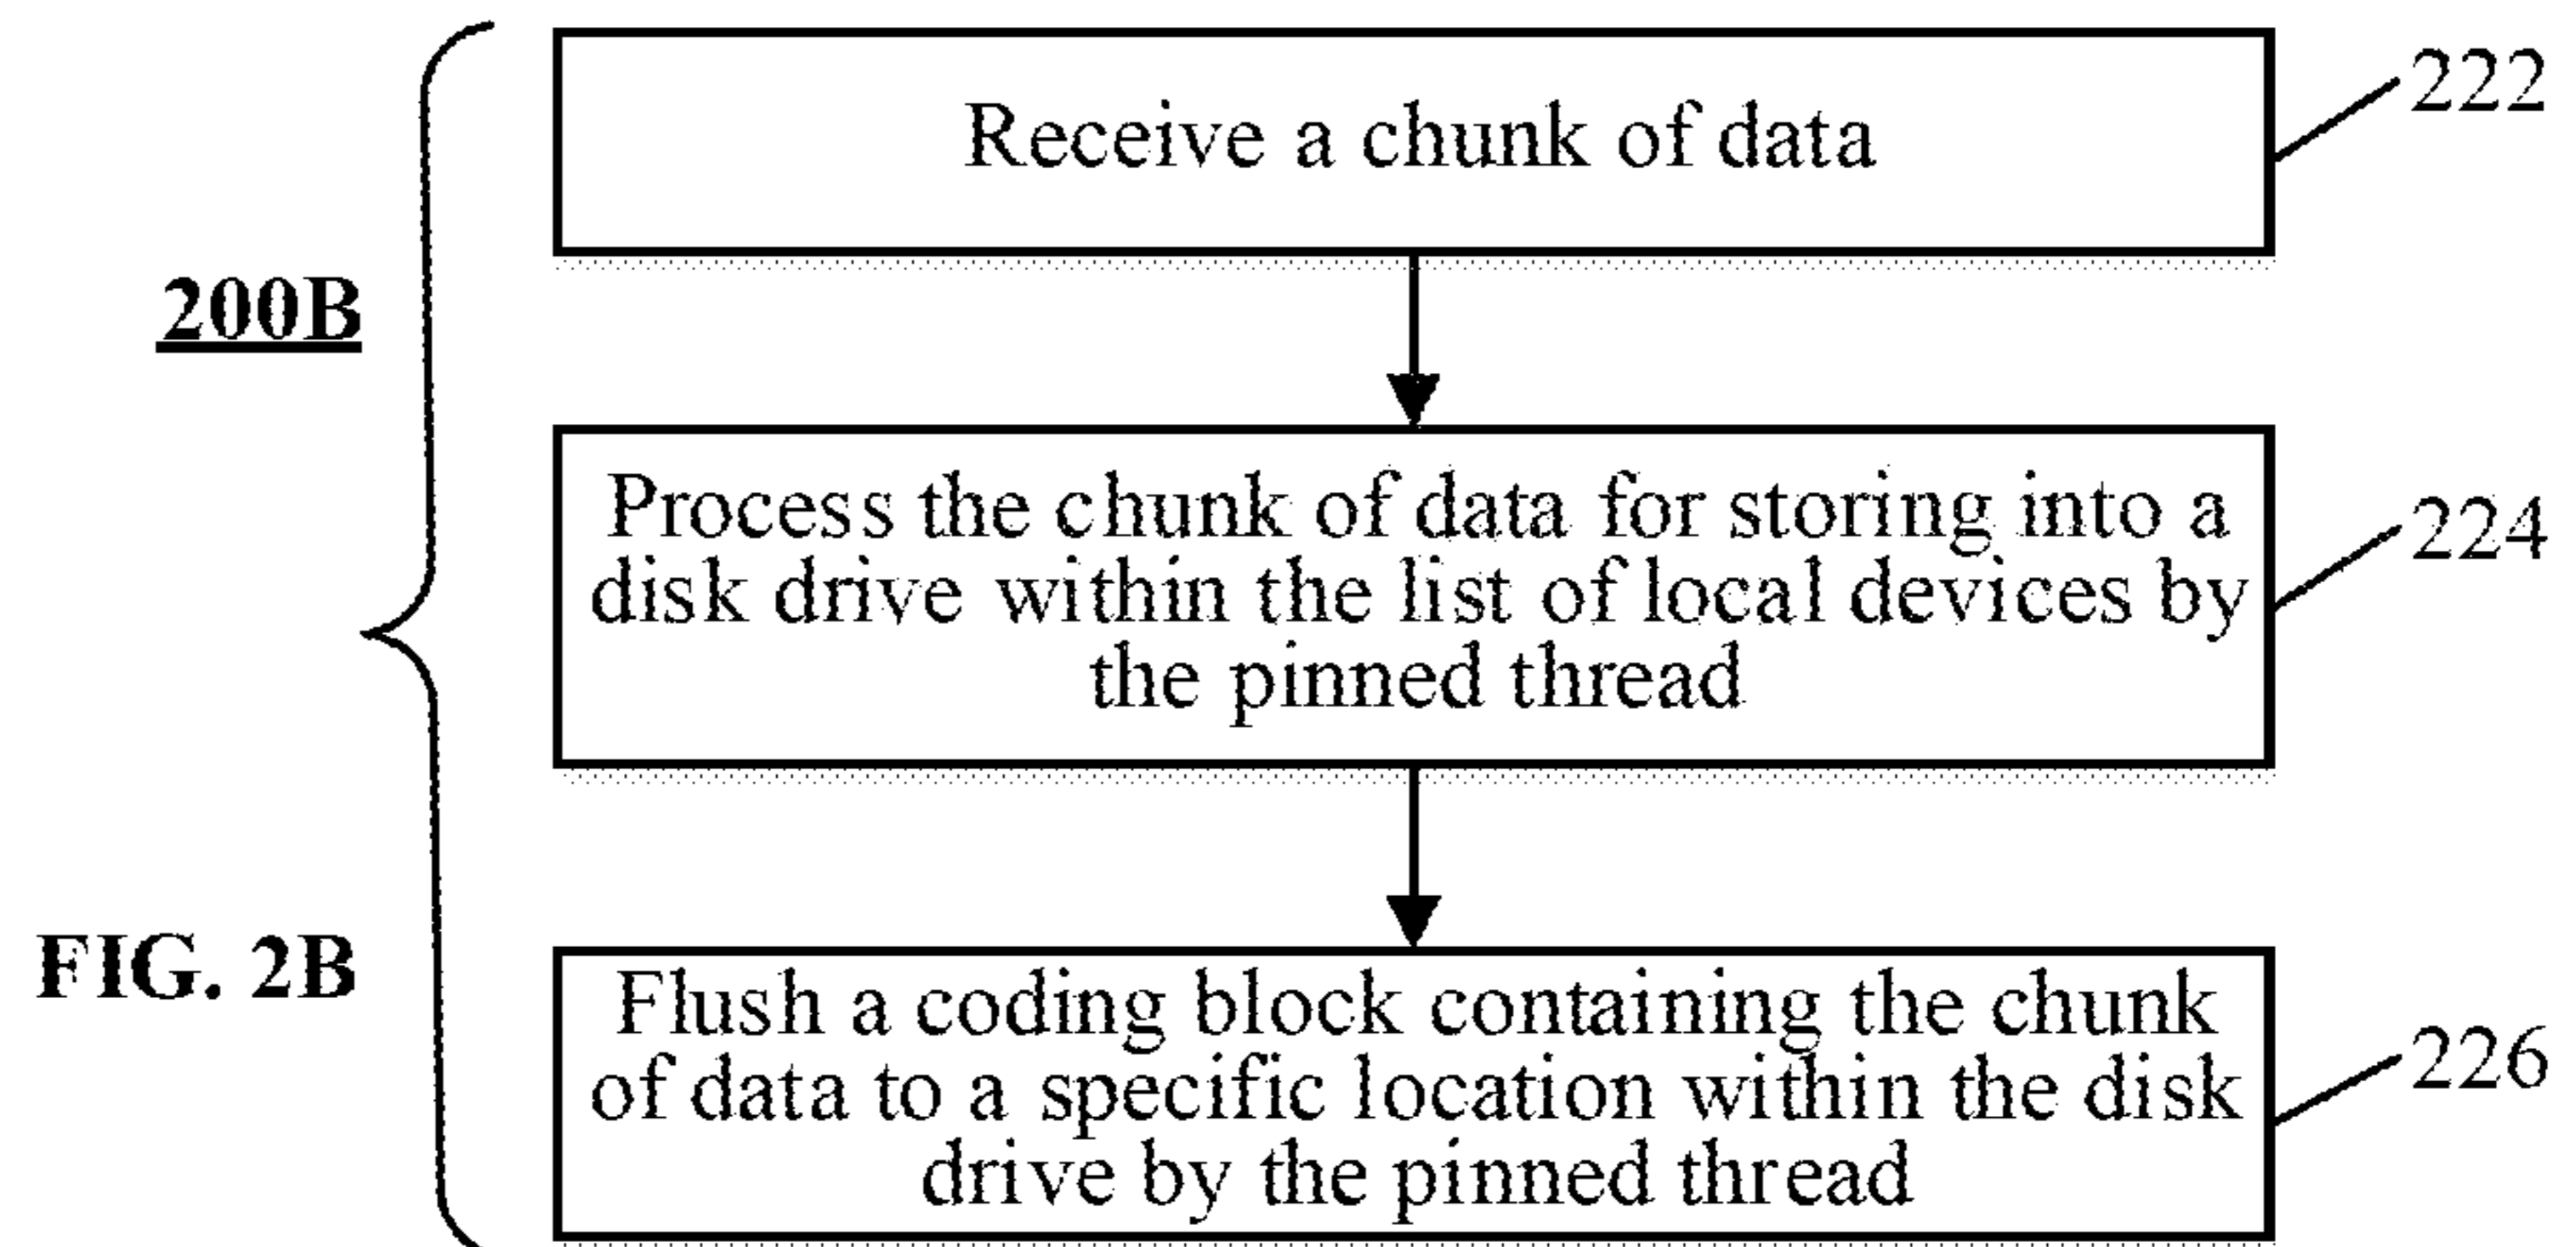 Receive a chunk of data
222
200B
Process the chunk of data for storing into a
disk drive within the list of local devices by
the pinned thread
224
FIG. 2B
Flush a coding block containing the chunk
of data to a specific location within the disk
drive by the pinned thread
226